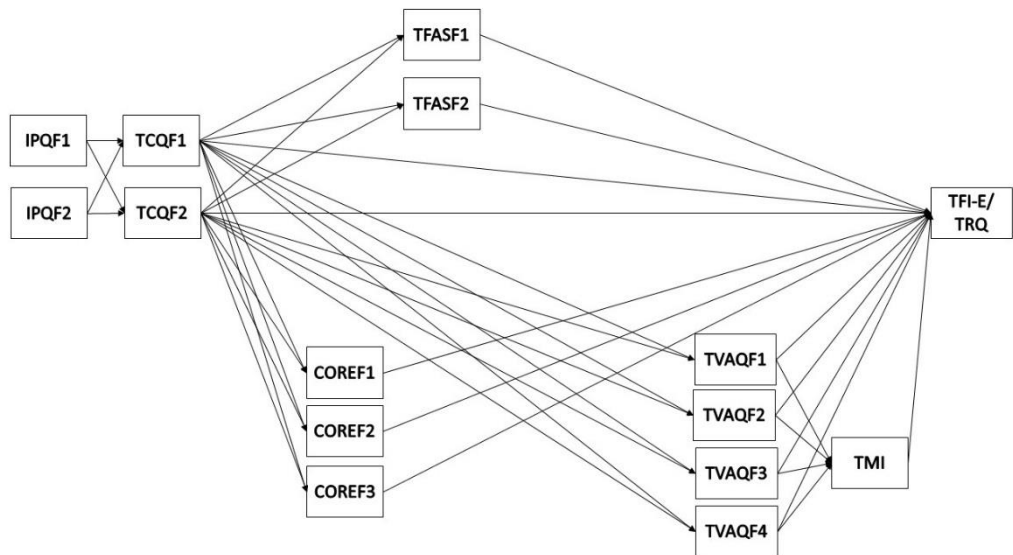 TFASF1
TFASF2
IPQF1
TCQF1
IPQF2
TCQF2
TFI-E/
TRQ
COREF1
COREF2
COREF3
TVAQF1
TVAQF2
TVAQF3
TVAQF4
TMI